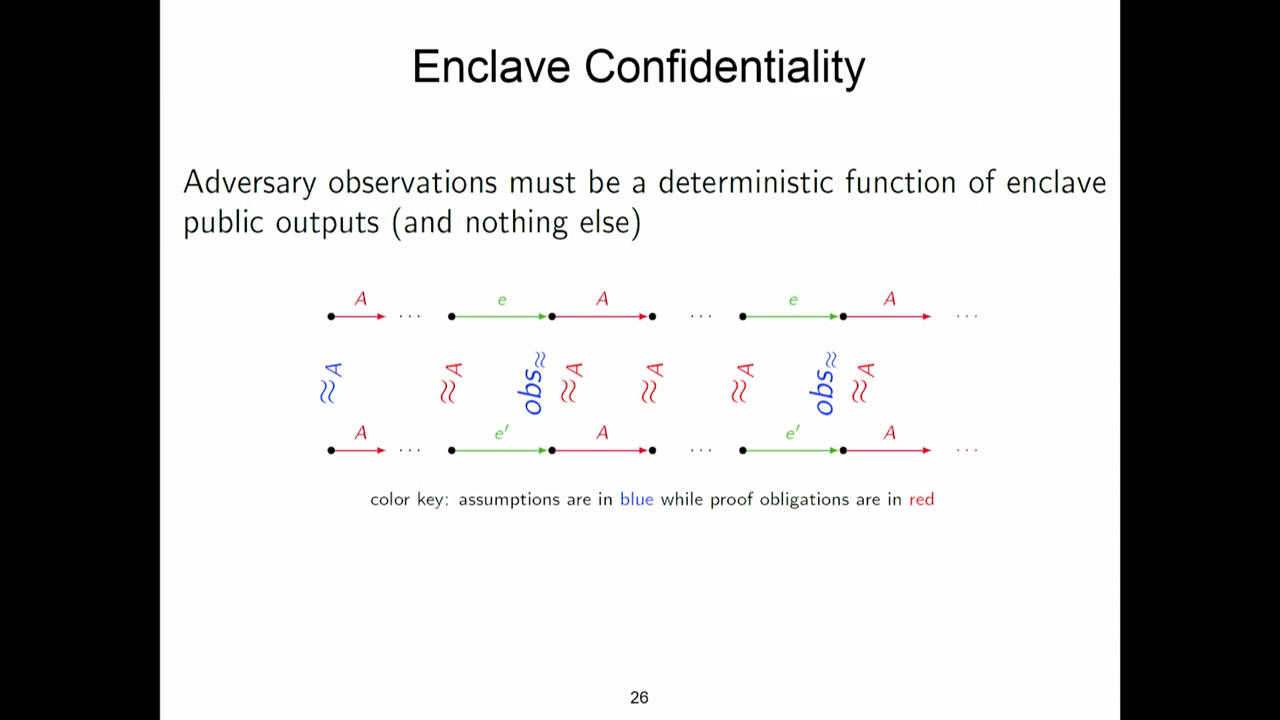 Enclave Confidentiality
Adversary observations must be a deterministic function of enclave
public outputs (and nothing else)
A ... e A ... e A ...
≈A ≈A obs≈ ≈A ≈A ≈A obs≈ ≈A
A ... e′ A ... e′ A ...
color key: assumptions are in blue while proof obligations are in red
26